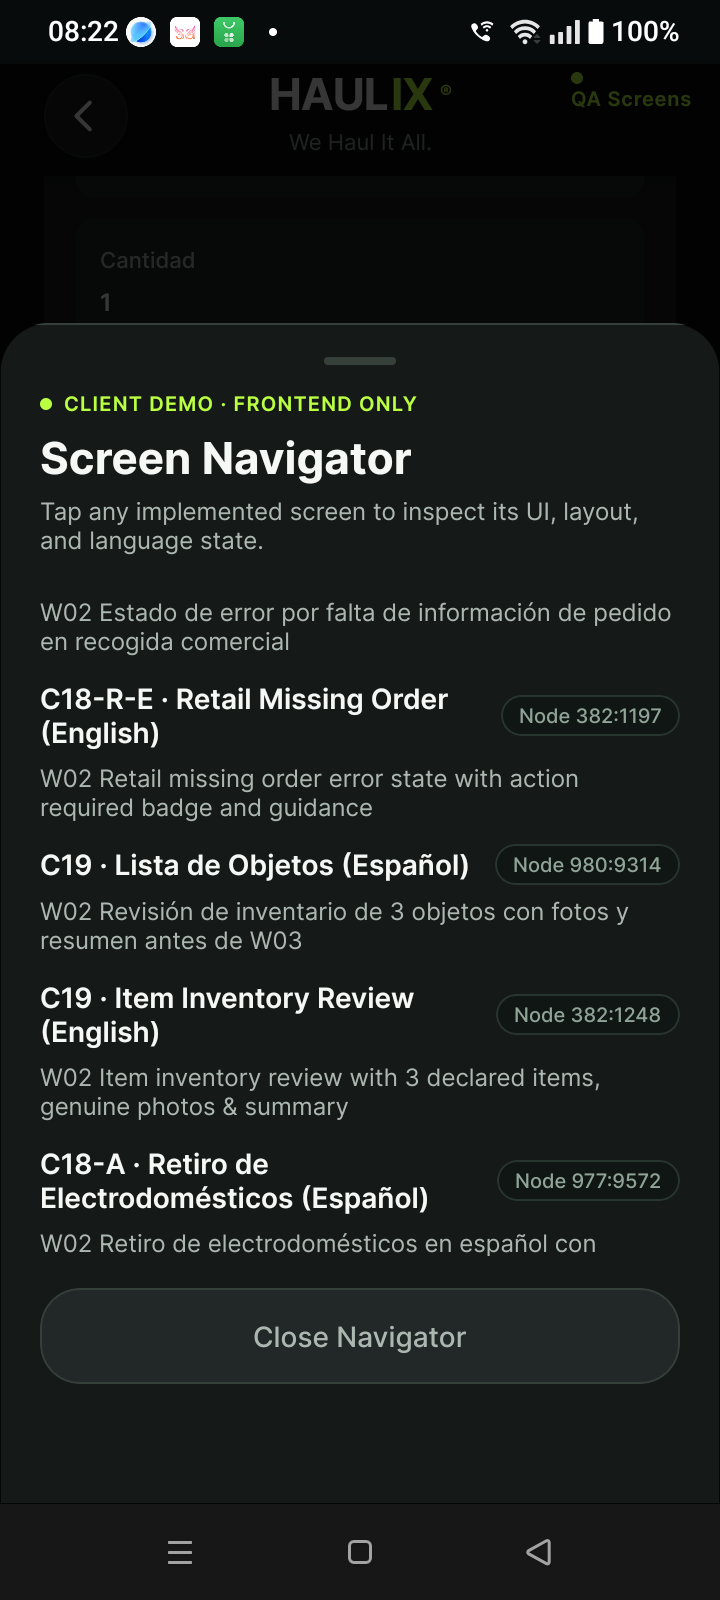 08:22
100%
HAULIX ®
QA Screens
We Haul It All.
Cantidad
1
CLIENT DEMO · FRONTEND ONLY
Screen Navigator
Tap any implemented screen to inspect its UI, layout,
and language state.
W02 Estado de error por falta de información de pedido
en recogida comercial
C18-R-E · Retail Missing Order
(English)
Node 382:1197
W02 Retail missing order error state with action
required badge and guidance
C19 · Lista de Objetos (Español)
Node 980:9314
W02 Revisión de inventario de 3 objetos con fotos y
resumen antes de W03
C19 · Item Inventory Review
(English)
Node 382:1248
W02 Item inventory review with 3 declared items,
genuine photos & summary
C18-A · Retiro de
Electrodomésticos (Español)
Node 977:9572
W02 Retiro de electrodomésticos en español con
Close Navigator